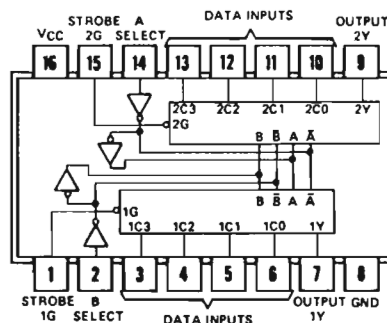 STROBE A DATA INPUTS OUTPUT
VCC 2G SELECT 2Y
16 15 14 13 12 11 10 9
2C3 2C2 2C1 2C0 2Y
2G
B B̅ A A̅
B B̅ A A̅
1G
1C3 1C2 1C1 1C0 1Y
1 2 3 4 5 6 7 8
STROBE B OUTPUT GND
1G SELECT DATA INPUTS 1Y